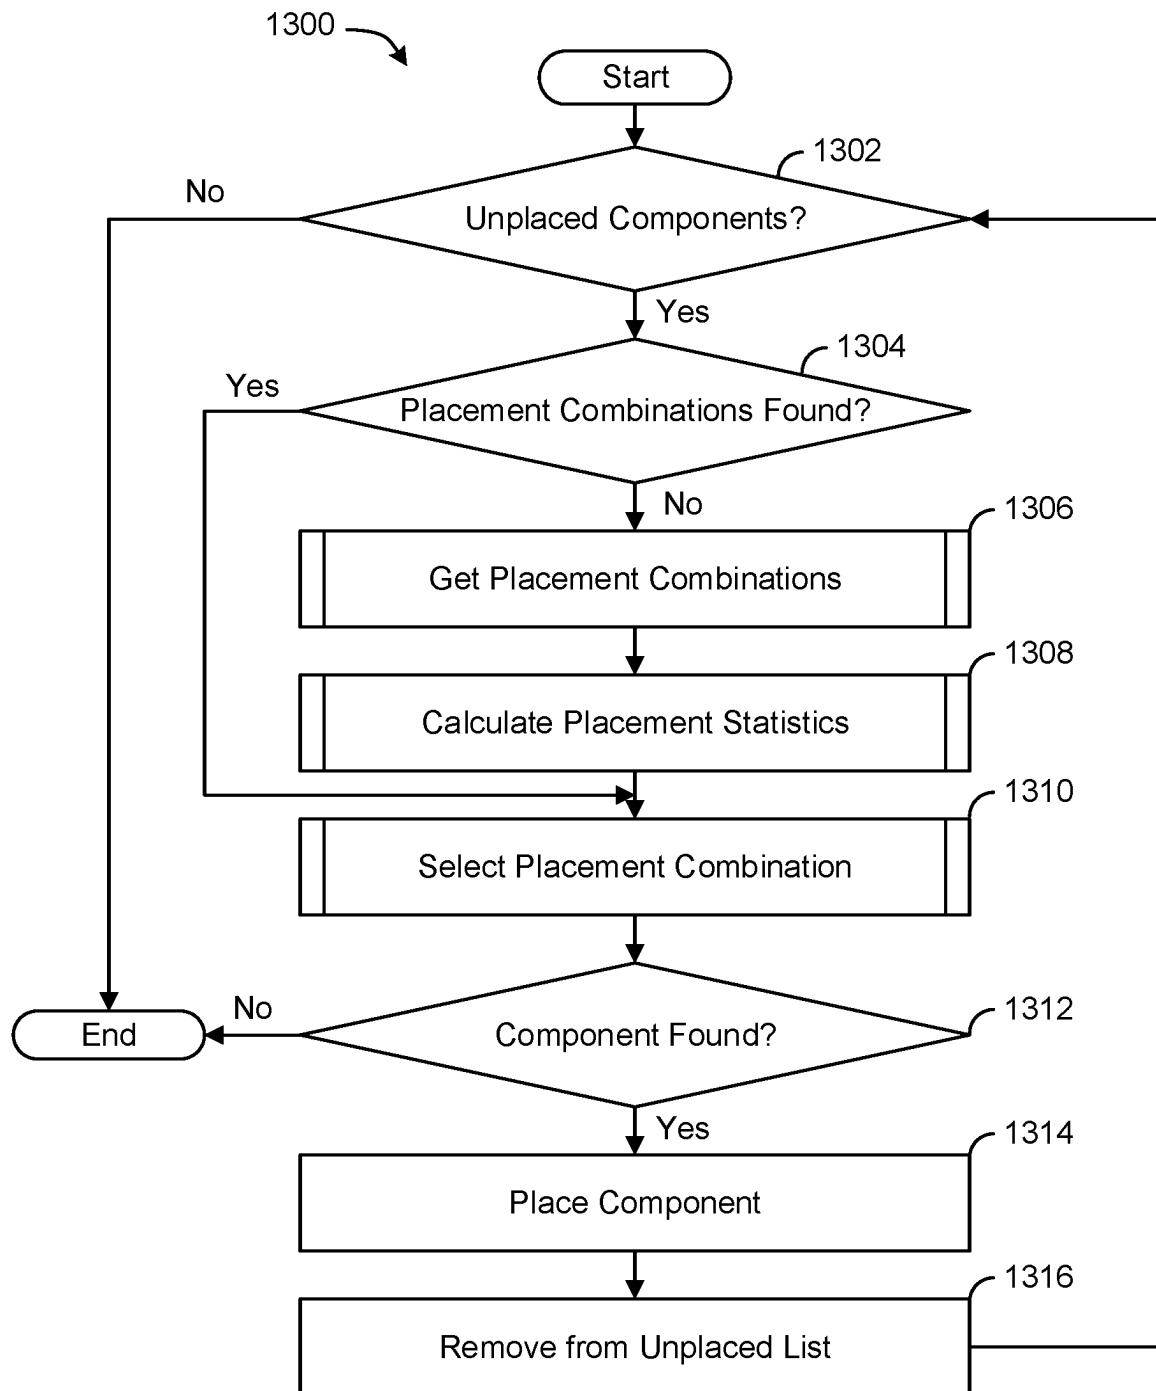 1300
Start
1302
No
Unplaced Components?
Yes
1304
Yes
Placement Combinations Found?
No
1306
Get Placement Combinations
1308
Calculate Placement Statistics
1310
Select Placement Combination
No
End
Component Found?
1312
Yes
1314
Place Component
1316
Remove from Unplaced List